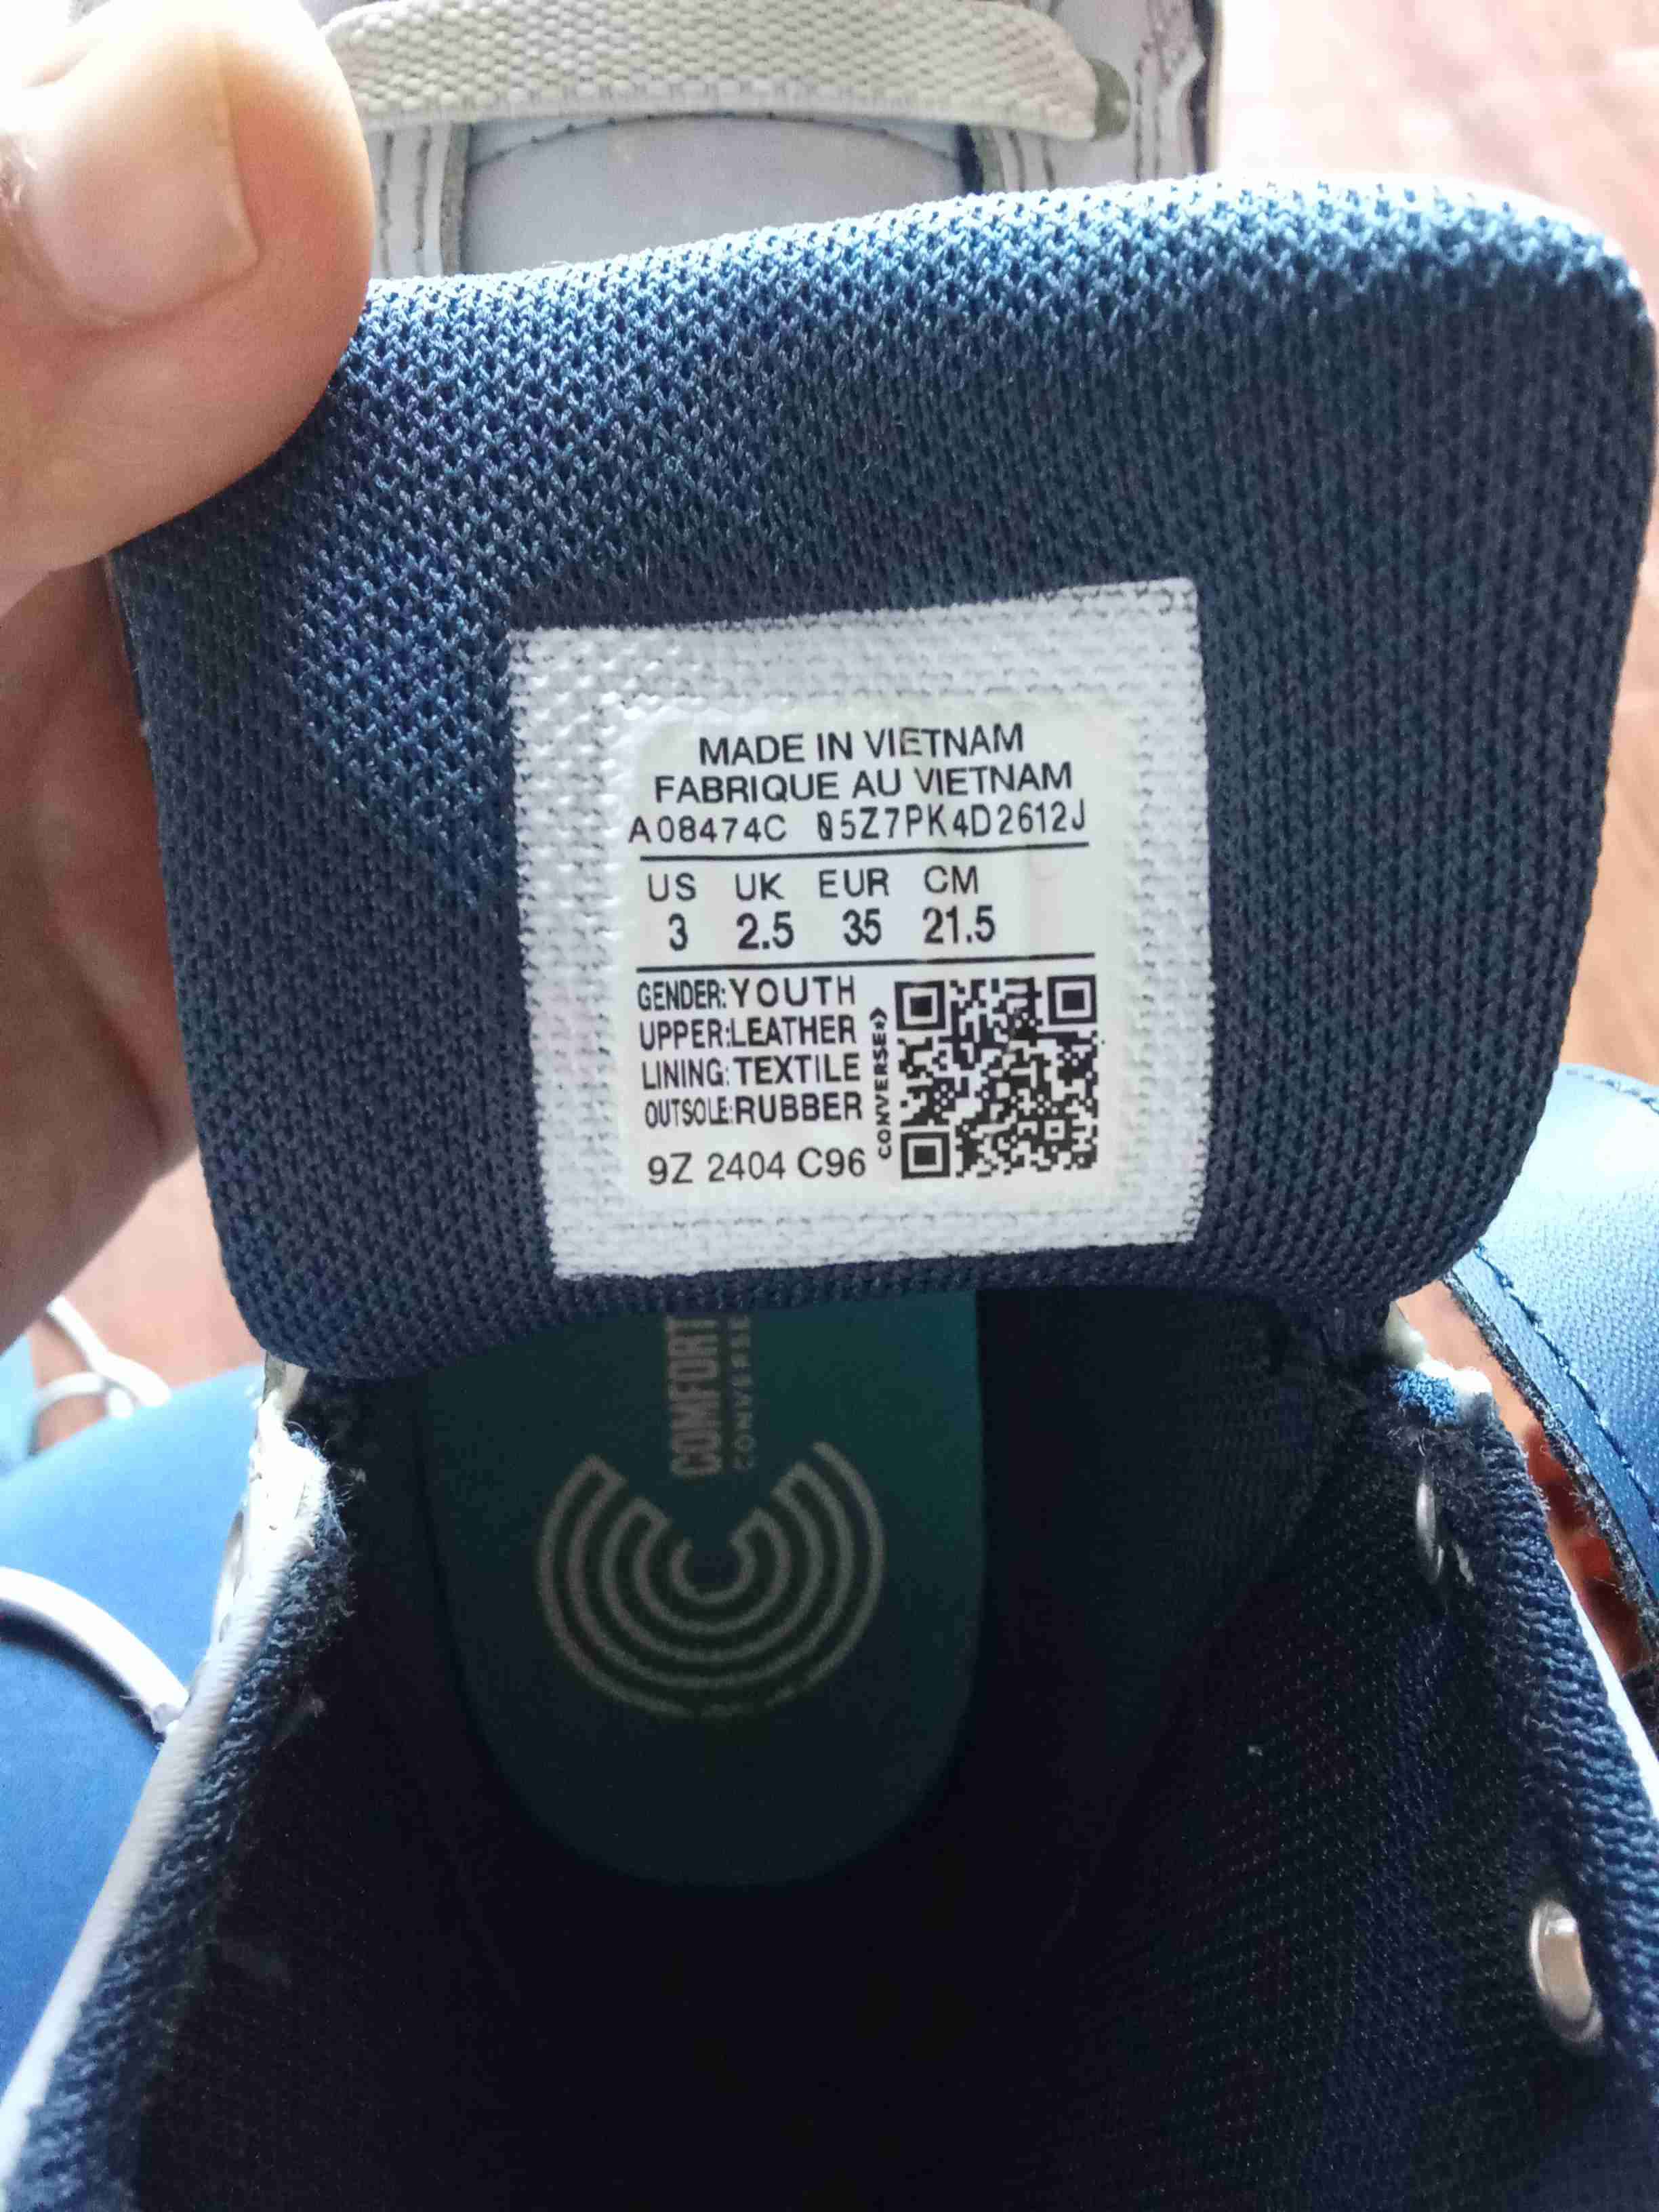 MADE IN VIETNAM
FABRIQUE AU VIETNAM
A08474C 05Z7PK4D2612J
US UK EUR CM
3 2.5 35 21.5
GENDER:YOUTH
UPPER:LEATHER
LINING:TEXTILE
OUTSOLE:RUBBER
9Z 2404 C96
CONVERSE
COMFORT
CONVERSE